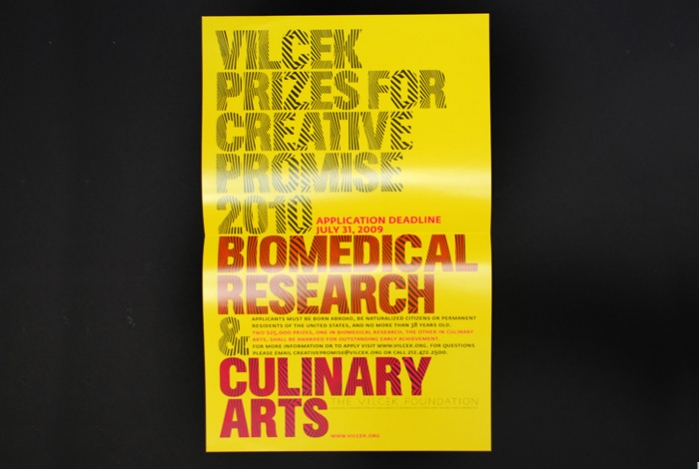 VILCEK
PRIZES FOR
CREATIVE
PROMISE
2010
APPLICATION DEADLINE
JULY 31, 2009
BIOMEDICAL
RESEARCH
&
APPLICANTS MUST BE BORN ABROAD, BE NATURALIZED CITIZENS OR PERMANENT
RESIDENTS OF THE UNITED STATES, AND NO MORE THAN 38 YEARS OLD.
TWO $25,000 PRIZES, ONE IN BIOMEDICAL RESEARCH, THE OTHER IN CULINARY
ARTS, SHALL BE AWARDED FOR OUTSTANDING EARLY ACHIEVEMENT.
FOR MORE INFORMATION OR TO APPLY VISIT WWW.VILCEK.ORG. FOR QUESTIONS
PLEASE EMAIL CREATIVEPROMISE@VILCEK.ORG OR CALL 212.472.2500.
CULINARY
ARTS
THE VILCEK FOUNDATION
WWW.VILCEK.ORG